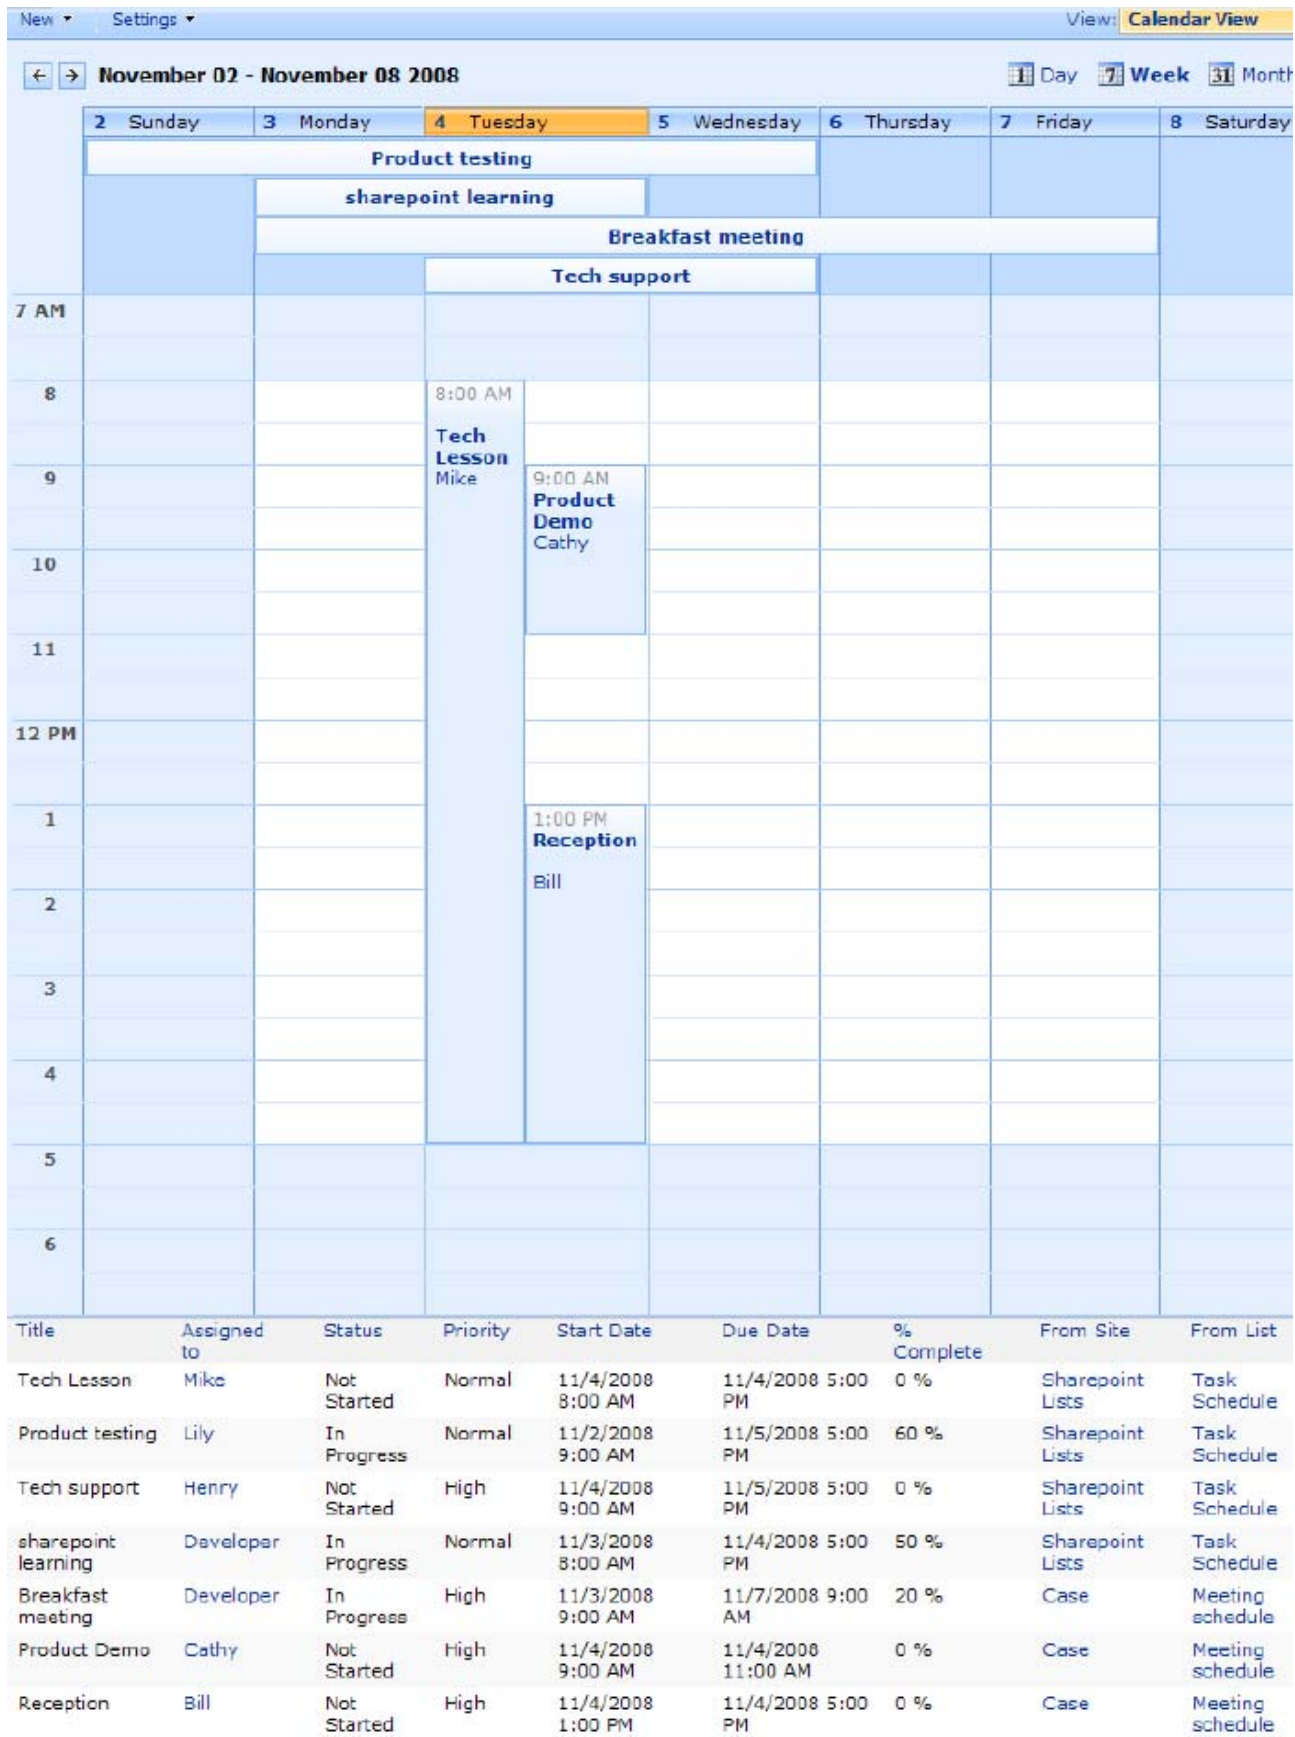 New Settings View: Calendar View
November 02 - November 08 2008 1 Day 7 Week 31 Month
2 Sunday 3 Monday 4 Tuesday 5 Wednesday 6 Thursday 7 Friday 8 Saturday
Product testing
sharepoint learning
Breakfast meeting
Tech support
7 AM
8 8:00 AM
Tech
Lesson
Mike
9 9:00 AM
Product
Demo
Cathy
10
11
12 PM
1 1:00 PM
Reception
Bill
2
3
4
5
6
Title Assigned Status Priority Start Date Due Date % From Site From List
to Complete
Tech Lesson Mike Not Normal 11/4/2008 11/4/2008 5:00 0 % Sharepoint Task
Started 8:00 AM PM Lists Schedule
Product testing Lily In Normal 11/2/2008 11/5/2008 5:00 60 % Sharepoint Task
Progress 9:00 AM PM Lists Schedule
Tech support Henry Not High 11/4/2008 11/5/2008 5:00 0 % Sharepoint Task
Started 9:00 AM PM Lists Schedule
sharepoint Developer In Normal 11/3/2008 11/4/2008 5:00 50 % Sharepoint Task
learning Progress 8:00 AM PM Lists Schedule
Breakfast Developer In High 11/3/2008 11/7/2008 9:00 20 % Case Meeting
meeting Progress 9:00 AM AM schedule
Product Demo Cathy Not High 11/4/2008 11/4/2008 0 % Case Meeting
Started 9:00 AM 11:00 AM schedule
Reception Bill Not High 11/4/2008 11/4/2008 5:00 0 % Case Meeting
Started 1:00 PM PM schedule